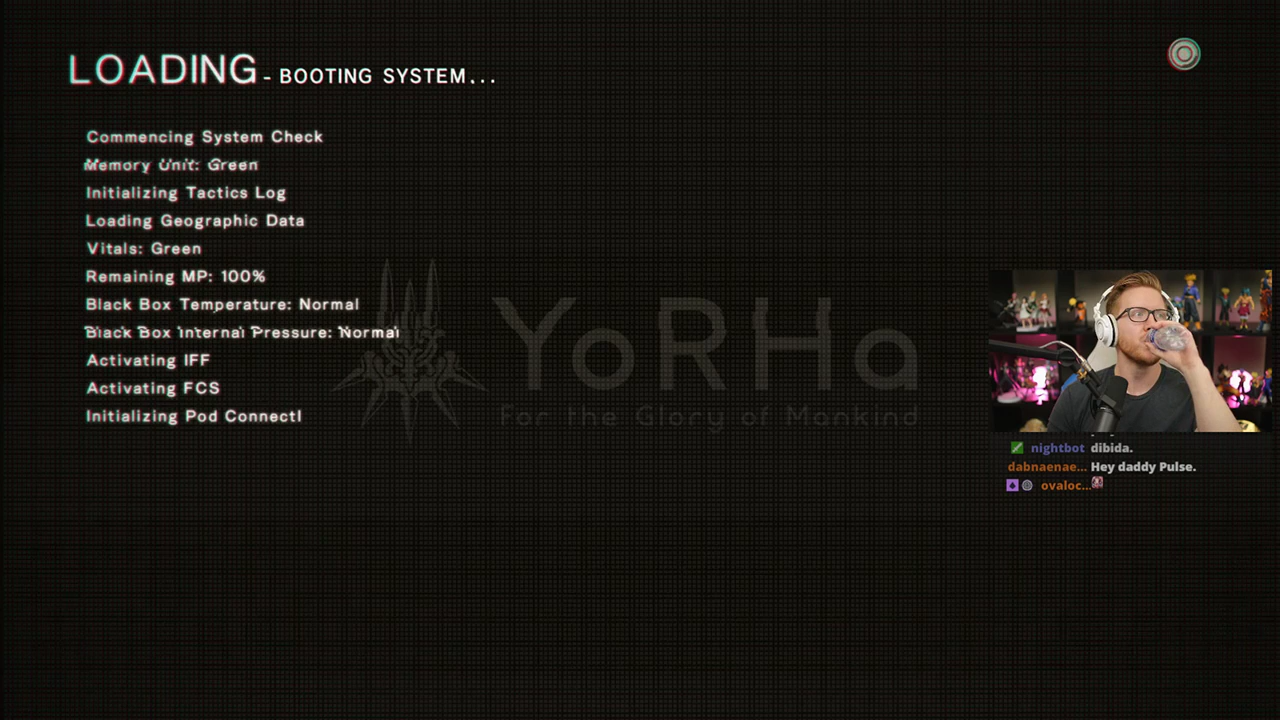 LOADING - BOOTING SYSTEM...
Commencing System Check
Memory Unit: Green
Initializing Tactics Log
Loading Geographic Data
Vitals: Green
Remaining MP: 100%
Black Box Temperature: Normal
Black Box Internal Pressure: Normal
Activating IFF
Activating FCS
Initializing Pod Connecti
YoRHa
For the Glory of Mankind
nightbot dibida.
dabnaenae... Hey daddy Pulse.
ovaloc...